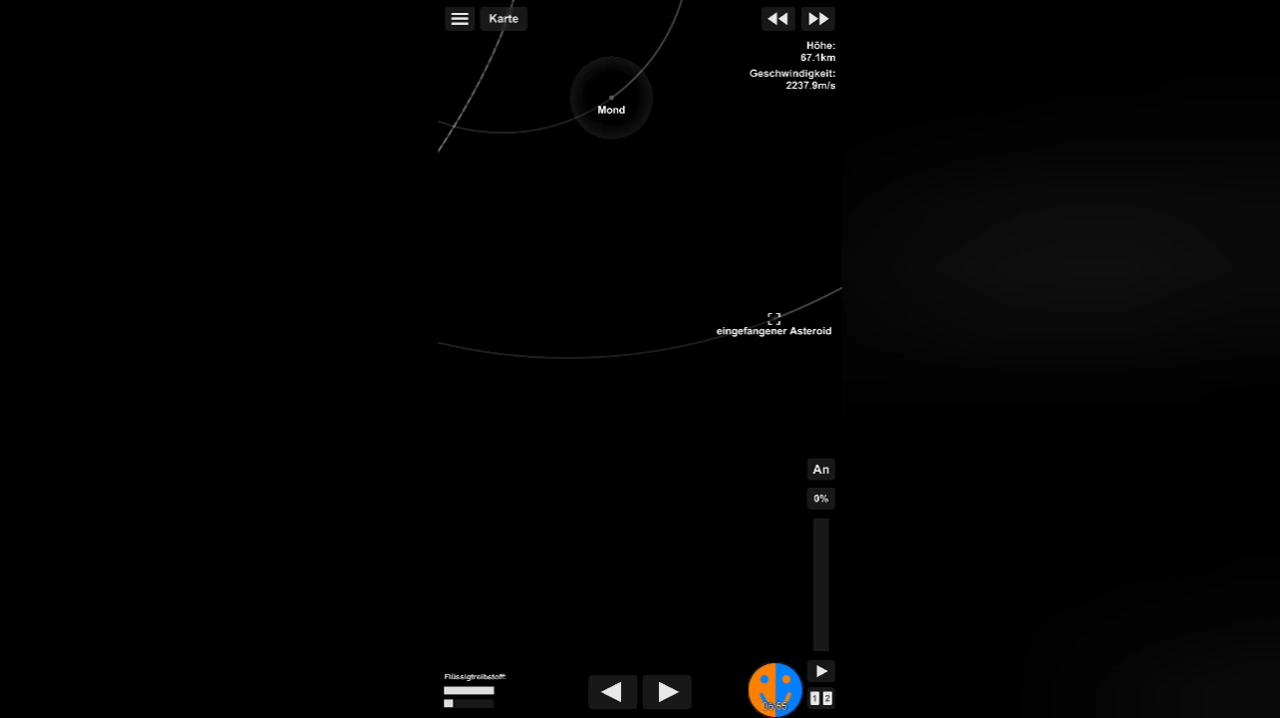 Karte
Höhe:
67.1km
Geschwindigkeit:
2237.9m/s
Mond
eingefangener Asteroid
An
0%
Flüssigtreibstoff:
1 2